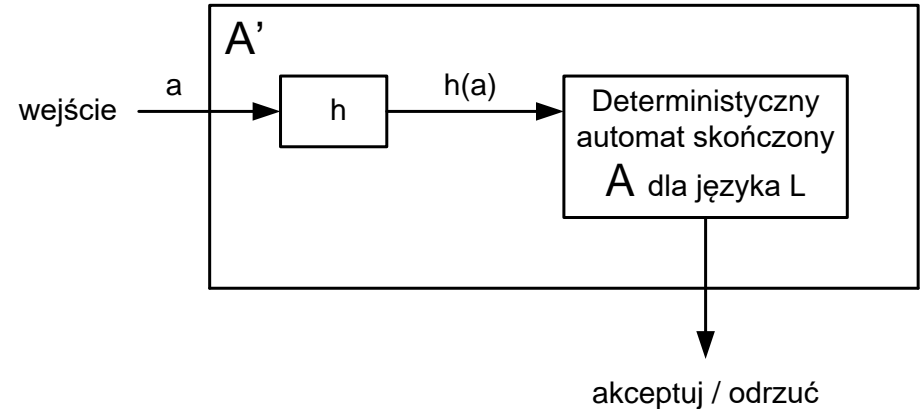 A’
a
h(a)
wejście
h
Deterministyczny
automat skończony
A dla języka L
akceptuj / odrzuć